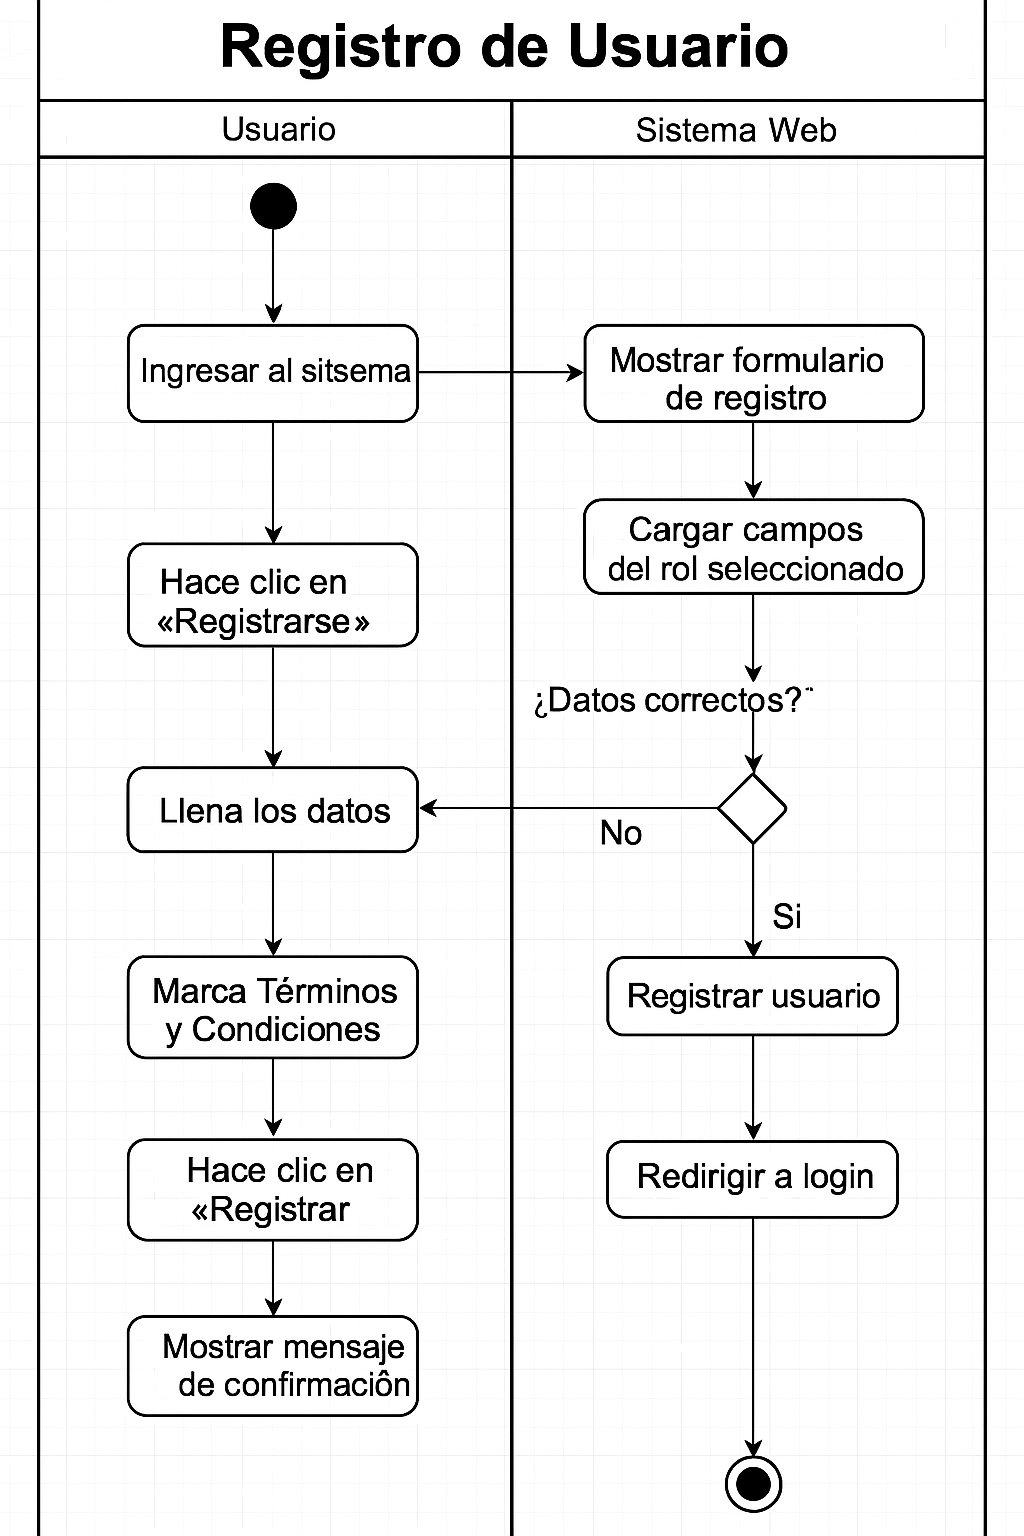 Registro de Usuario
Usuario
Sistema Web
Ingresar al sitsema
Mostrar formulario
de registro
Cargar campos
del rol seleccionado
Hace clic en
«Registrarse»
¿Datos correctos?¨
Llena los datos
No
Si
Marca Términos
y Condiciones
Registrar usuario
Hace clic en
«Registrar
Redirigir a login
Mostrar mensaje
de confirmaciôn